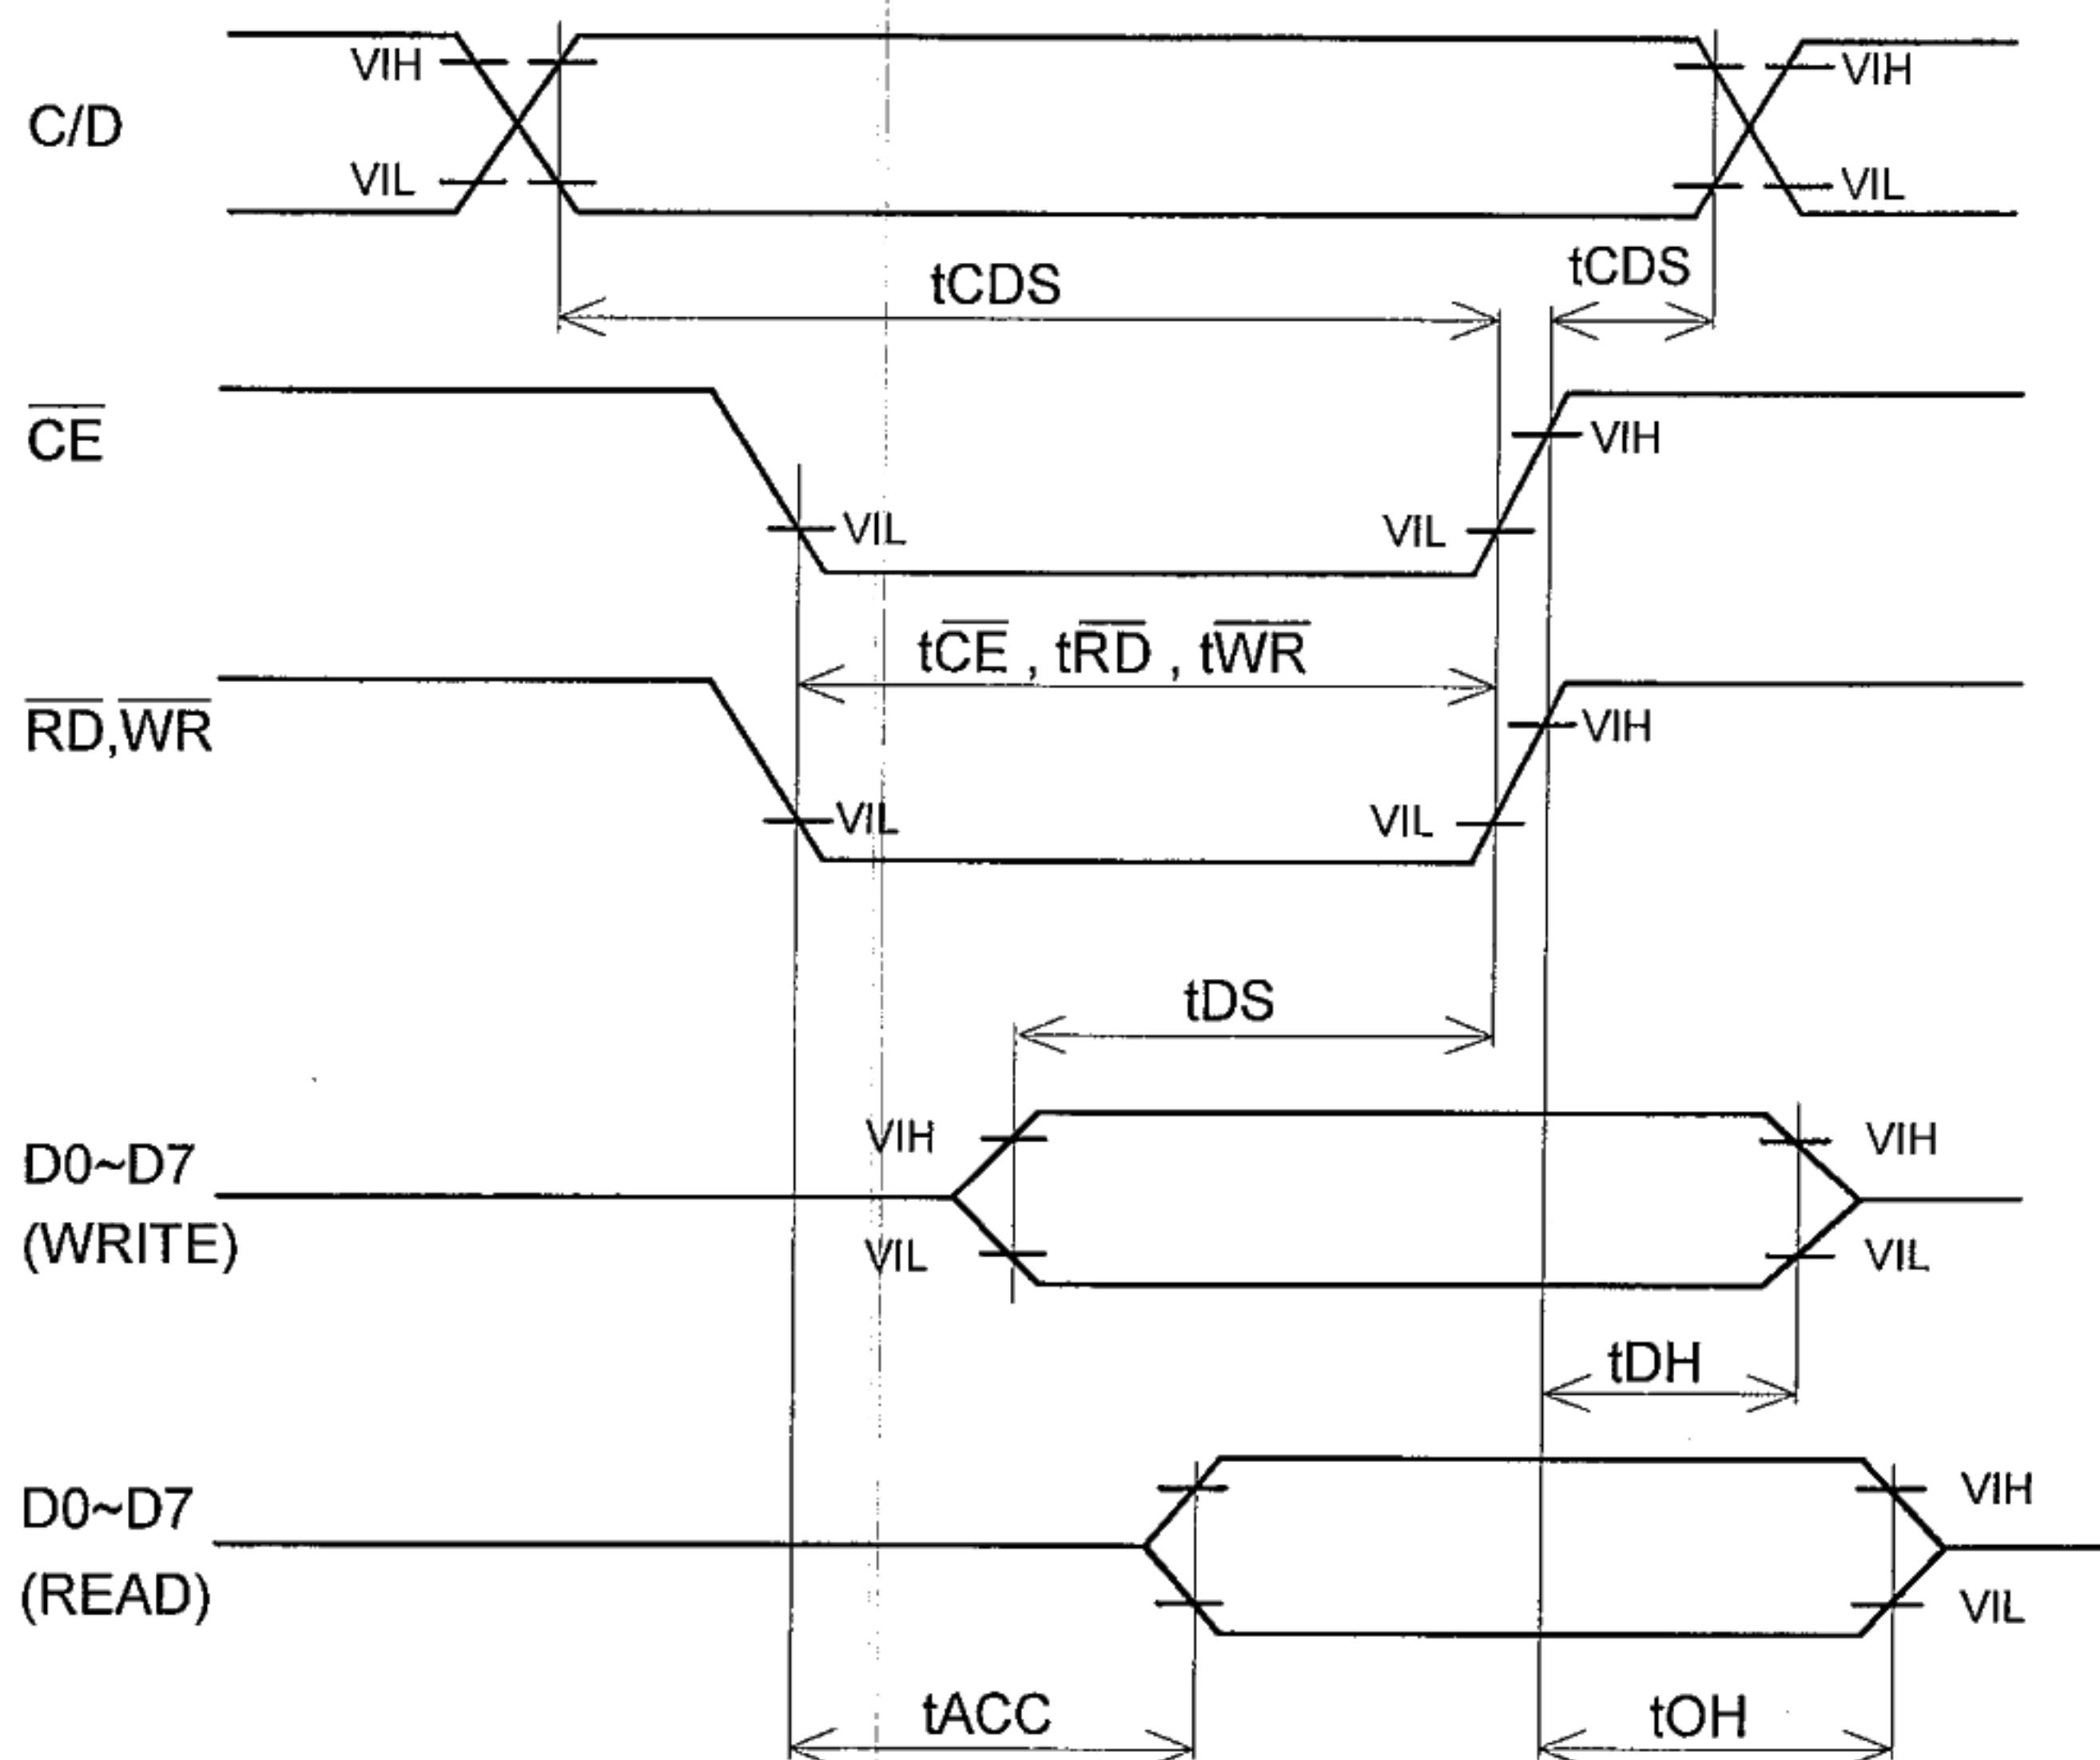 VIH
VIH
C/D
VIL
VIL
tCDS
tCDS
CE
VIH
VIL
VIL
tCE , tRD , tWR
RD,WR
VIH
VIL
VIL
tDS
D0~D7
VIH
VIH
(WRITE)
VIL
VIL
tDH
D0~D7
VIH
(READ)
VIL
tACC
tOH